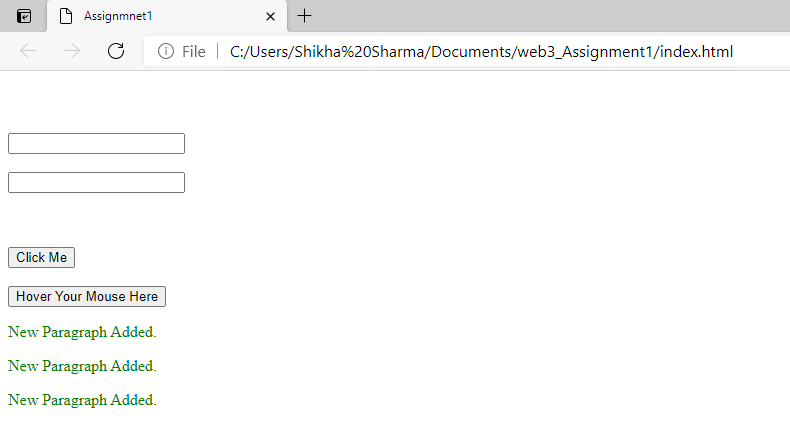 Assignmnet1
File | C:/Users/Shikha%20Sharma/Documents/web3_Assignment1/index.html
Click Me
Hover Your Mouse Here
New Paragraph Added.
New Paragraph Added.
New Paragraph Added.